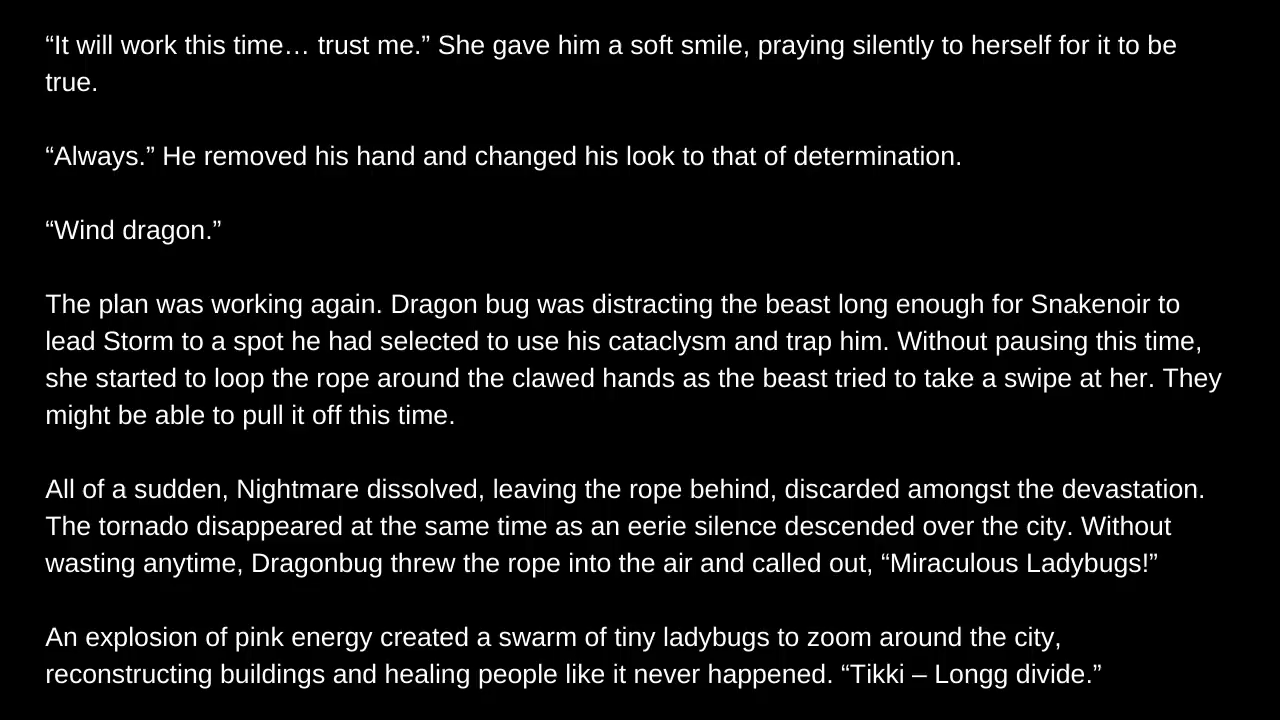 “It will work this time… trust me.” She gave him a soft smile, praying silently to herself for it to be
true.
“Always.” He removed his hand and changed his look to that of determination.
“Wind dragon.”
The plan was working again. Dragon bug was distracting the beast long enough for Snakenoir to
lead Storm to a spot he had selected to use his cataclysm and trap him. Without pausing this time,
she started to loop the rope around the clawed hands as the beast tried to take a swipe at her. They
might be able to pull it off this time.
All of a sudden, Nightmare dissolved, leaving the rope behind, discarded amongst the devastation.
The tornado disappeared at the same time as an eerie silence descended over the city. Without
wasting anytime, Dragonbug threw the rope into the air and called out, “Miraculous Ladybugs!”
An explosion of pink energy created a swarm of tiny ladybugs to zoom around the city,
reconstructing buildings and healing people like it never happened. “Tikki – Longg divide.”